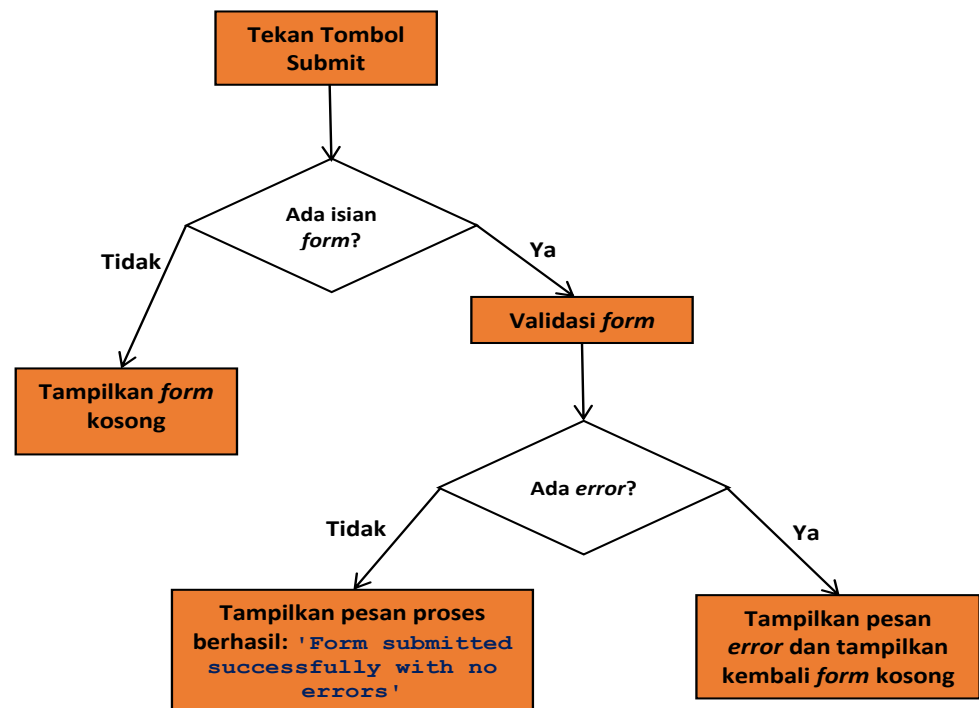 Tekan Tombol
Submit
Ada isian
form?
Tidak
Ya
Validasi form
Tampilkan form
kosong
Ada error?
Tidak
Ya
Tampilkan pesan proses
berhasil: 'Form submitted
successfully with no
errors'
Tampilkan pesan
error dan tampilkan
kembali form kosong